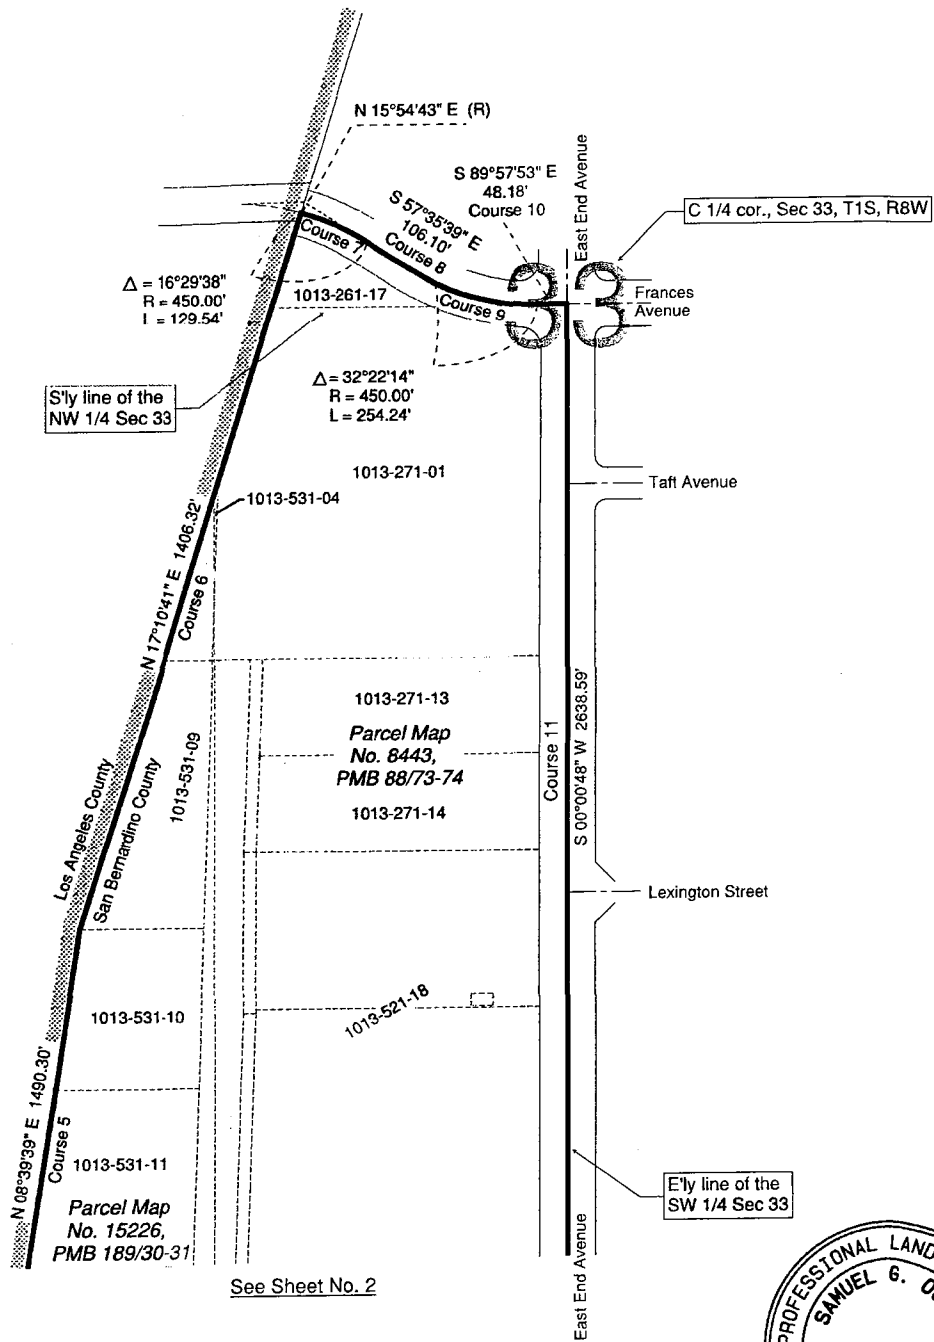 N 15°54'43" E (R)
S 89°57'53" E
48.18'
Course 10
East End Avenue
C 1/4 cor., Sec 33, T1S, R8W
S 57°35'39" E
106.10'
Course 8
Course 7
Δ = 16°29'38"
R = 450.00'
L = 129.54'
1013-261-17
Course 9
33
Frances
Avenue
S'ly line of the
NW 1/4 Sec 33
Δ = 32°22'14"
R = 450.00'
L = 254.24'
1013-271-01
Taft Avenue
1013-531-04
N 17°10'41" E 1406.32'
Course 6
1013-271-13
Parcel Map
No. 8443,
PMB 88/73-74
1013-271-14
1013-531-09
Course 11
S 00°00'48" W 2638.59'
Los Angeles County
San Bernardino County
Lexington Street
1013-521-18
1013-531-10
N 08°39'39" E 1490.30'
Course 5
1013-531-11
Parcel Map
No. 15226,
PMB 189/30-31
E'ly line of the
SW 1/4 Sec 33
See Sheet No. 2
East End Avenue
PROFESSIONAL LAND
SAMUEL G.